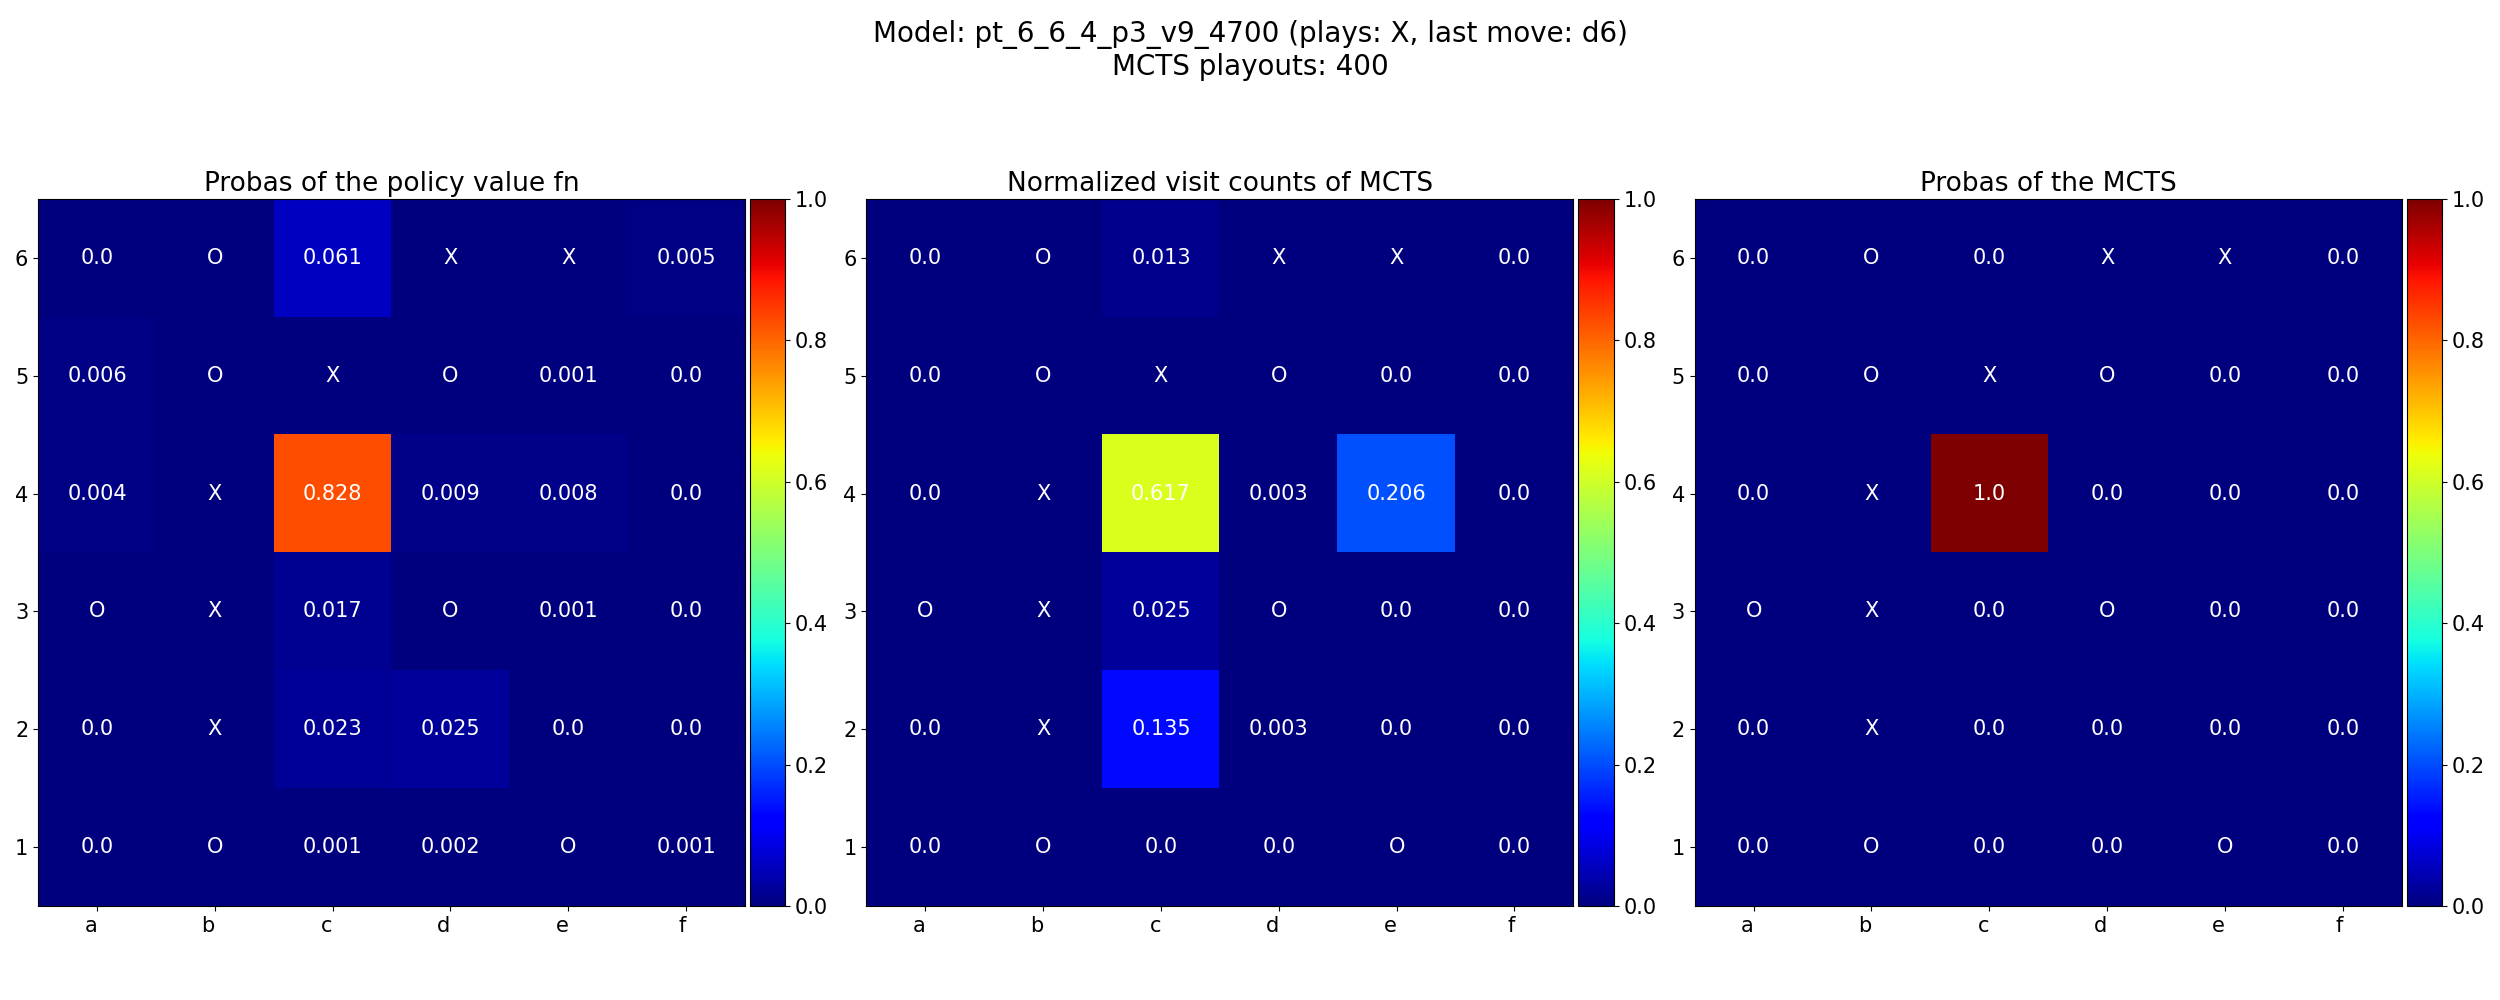 Model: pt_6_6_4_p3_v9_4700 (plays: X, last move: d6)
MCTS playouts: 400
Probas of the policy value fn
6 0.0 O 0.061 X X 0.005
5 0.006 O X O 0.001 0.0
4 0.004 X 0.828 0.009 0.008 0.0
3 O X 0.017 O 0.001 0.0
2 0.0 X 0.023 0.025 0.0 0.0
1 0.0 O 0.001 0.002 O 0.001
a b c d e f
1.0
0.8
0.6
0.4
0.2
0.0
Normalized visit counts of MCTS
6 0.0 O 0.013 X X 0.0
5 0.0 O X O 0.0 0.0
4 0.0 X 0.617 0.003 0.206 0.0
3 O X 0.025 O 0.0 0.0
2 0.0 X 0.135 0.003 0.0 0.0
1 0.0 O 0.0 0.0 O 0.0
a b c d e f
1.0
0.8
0.6
0.4
0.2
0.0
Probas of the MCTS
6 0.0 O 0.0 X X 0.0
5 0.0 O X O 0.0 0.0
4 0.0 X 1.0 0.0 0.0 0.0
3 O X 0.0 O 0.0 0.0
2 0.0 X 0.0 0.0 0.0 0.0
1 0.0 O 0.0 0.0 O 0.0
a b c d e f
1.0
0.8
0.6
0.4
0.2
0.0